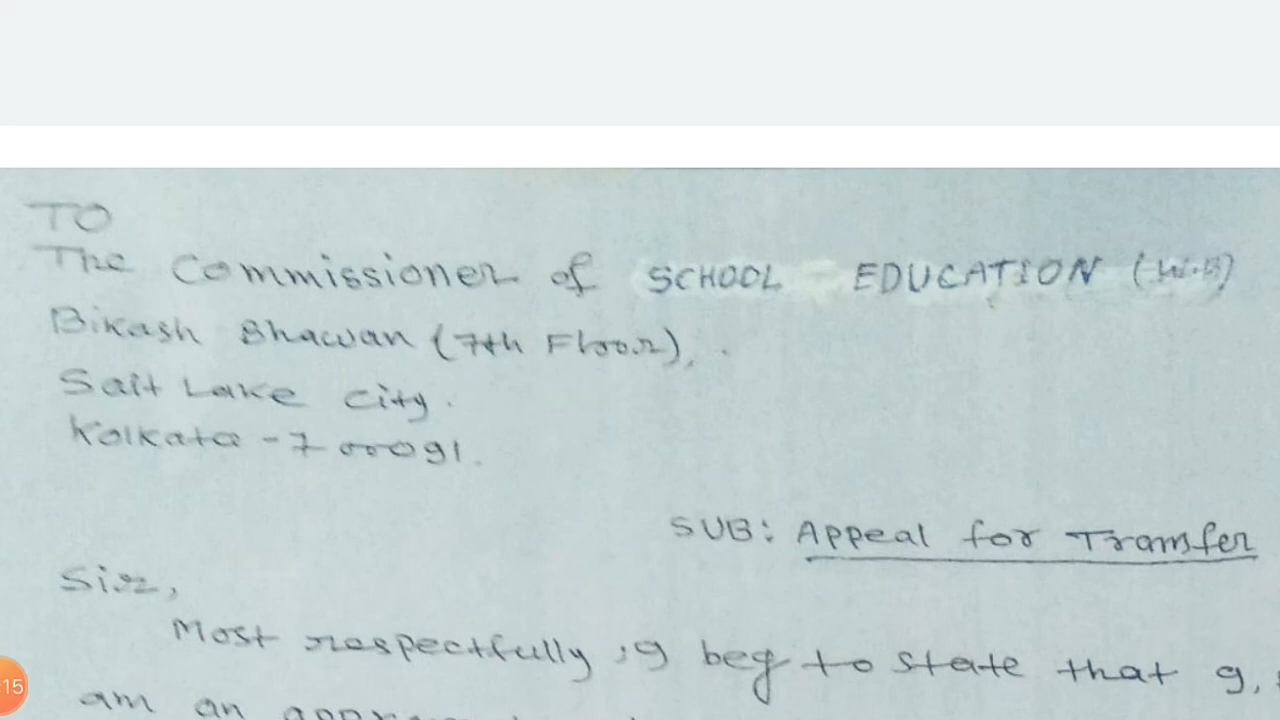 TO
The Commissioner of SCHOOL EDUCATION (W.B)
Bikash Bhawan (7th Floor),
Salt Lake City.
Kolkata - 700091.
SUB: Appeal for Transfer
Sir,
Most respectfully, I beg to state that I,
am an
:15